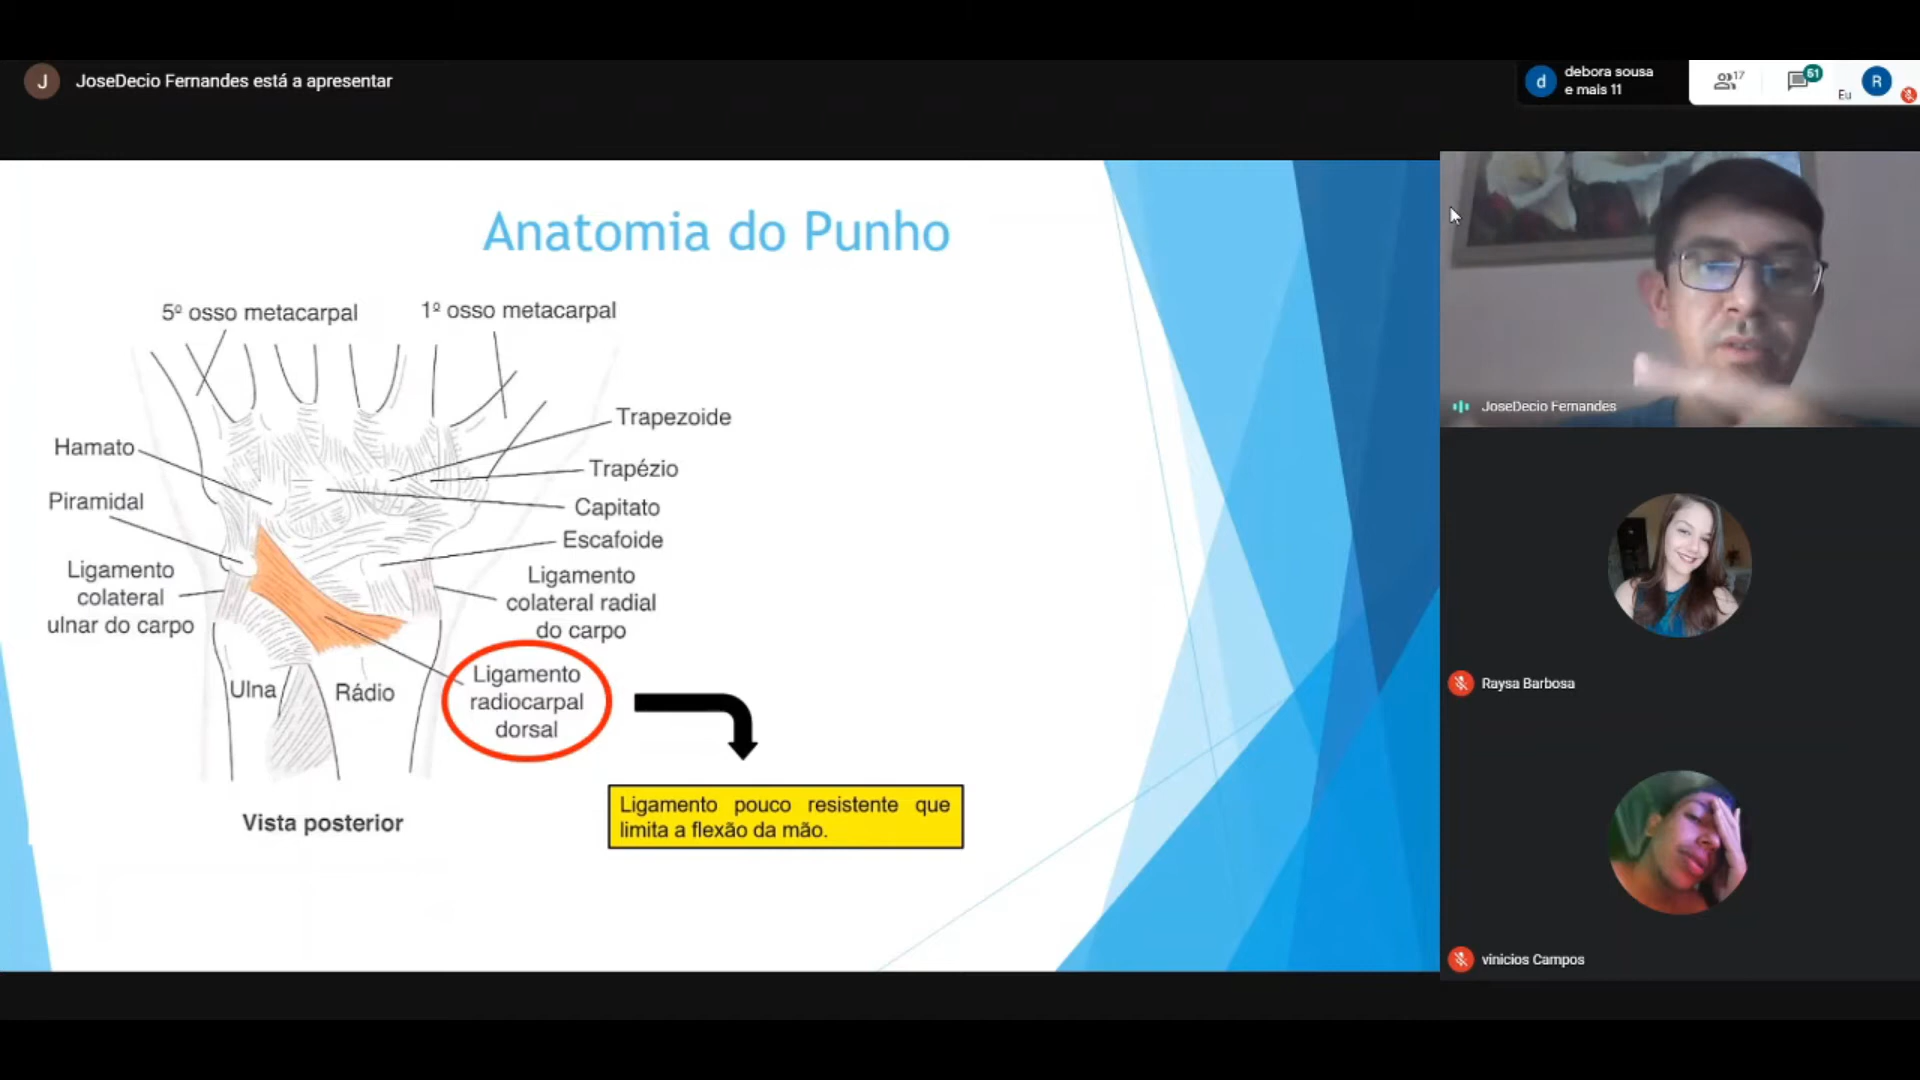 J
JoseDecio Fernandes está a apresentar
d
debora sousa
e mais 11
17
51
Eu
R
Anatomia do Punho
5º osso metacarpal
1º osso metacarpal
Trapezoide
Hamato
Trapézio
Piramidal
Capitato
Escafoide
Ligamento
colateral
ulnar do carpo
Ligamento
colateral radial
do carpo
Ulna
Rádio
Ligamento
radiocarpal
dorsal
Ligamento pouco resistente que
limita a flexão da mão.
Vista posterior
JoseDecio Fernandes
Raysa Barbosa
vinicios Campos